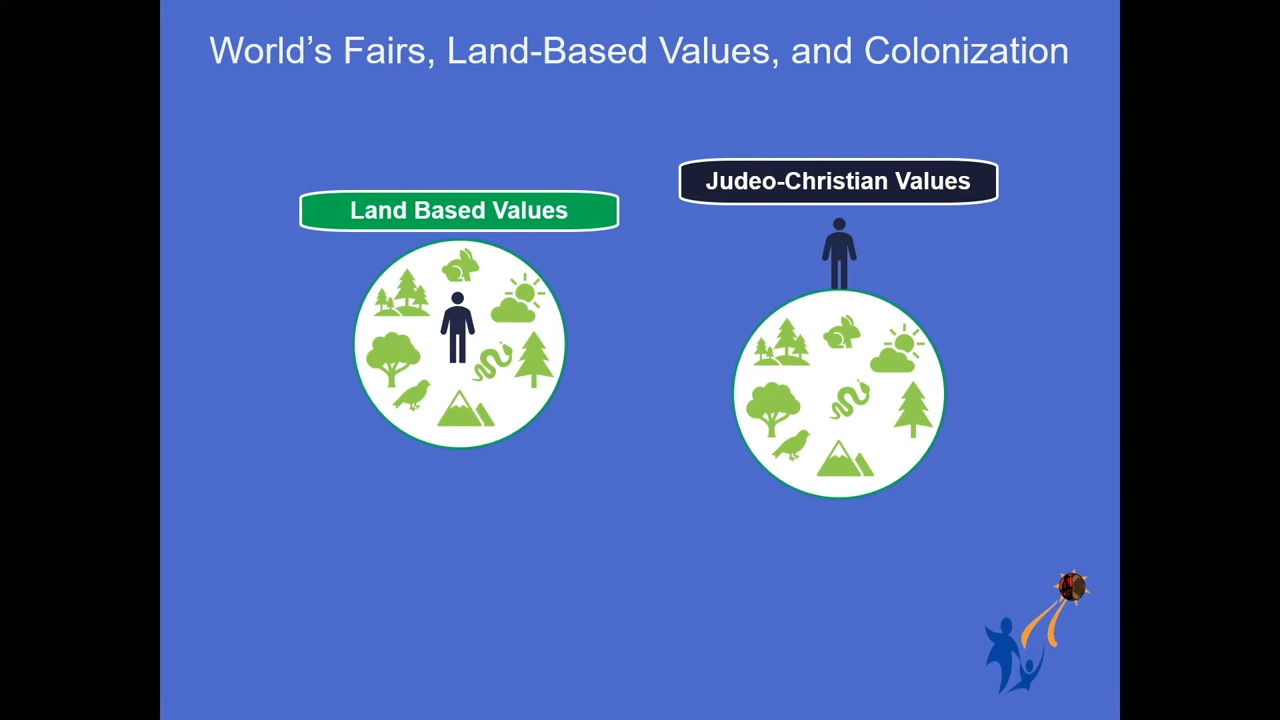 World’s Fairs, Land-Based Values, and Colonization
Land Based Values
Judeo-Christian Values